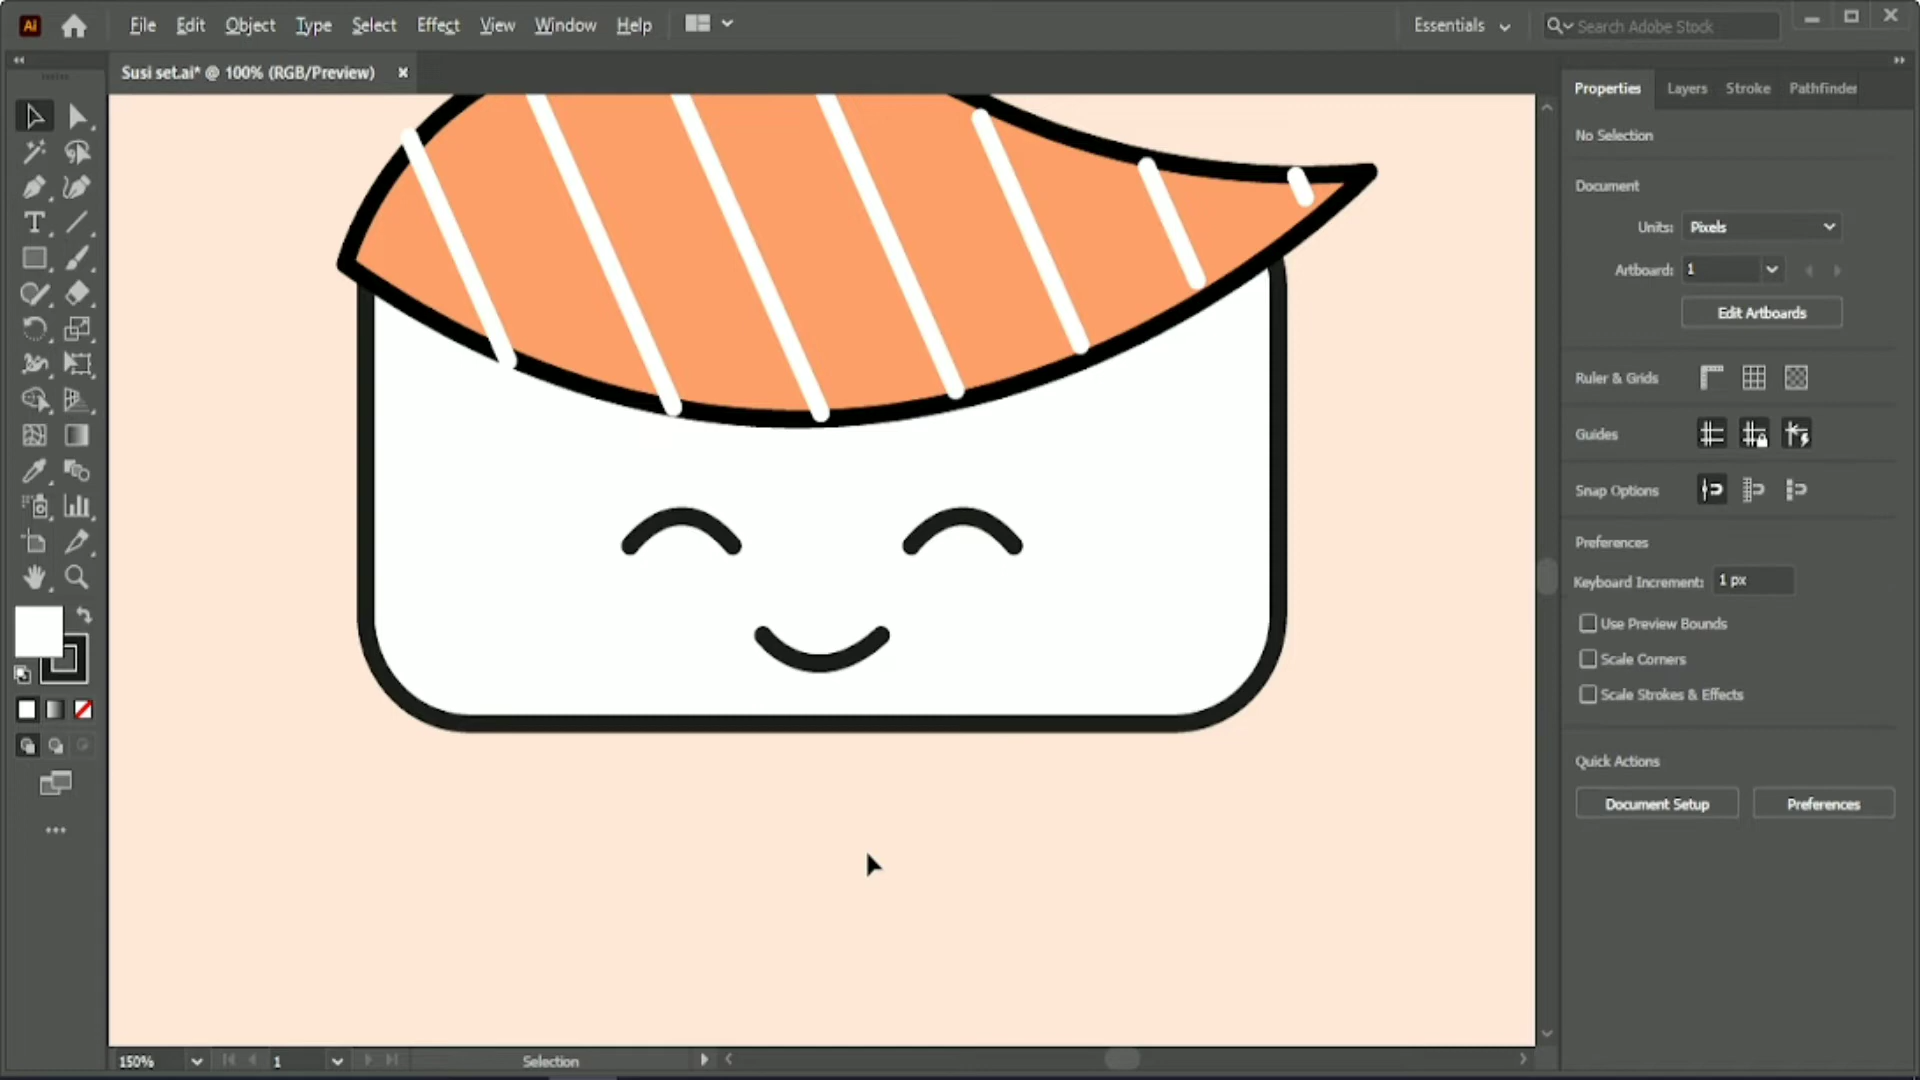 Ai File Edit Object Type Select Effect View Window Help Essentials Search Adobe Stock
Susi set.ai* @ 100% (RGB/Preview) ×
Properties Layers Stroke Pathfinder
No Selection
Document
Units: Pixels
Artboard: 1
Edit Artboards
Ruler & Grids
Guides
Snap Options
Preferences
Keyboard Increment: 1 px
Use Preview Bounds
Scale Corners
Scale Strokes & Effects
Quick Actions
Document Setup Preferences
150% 1 Selection